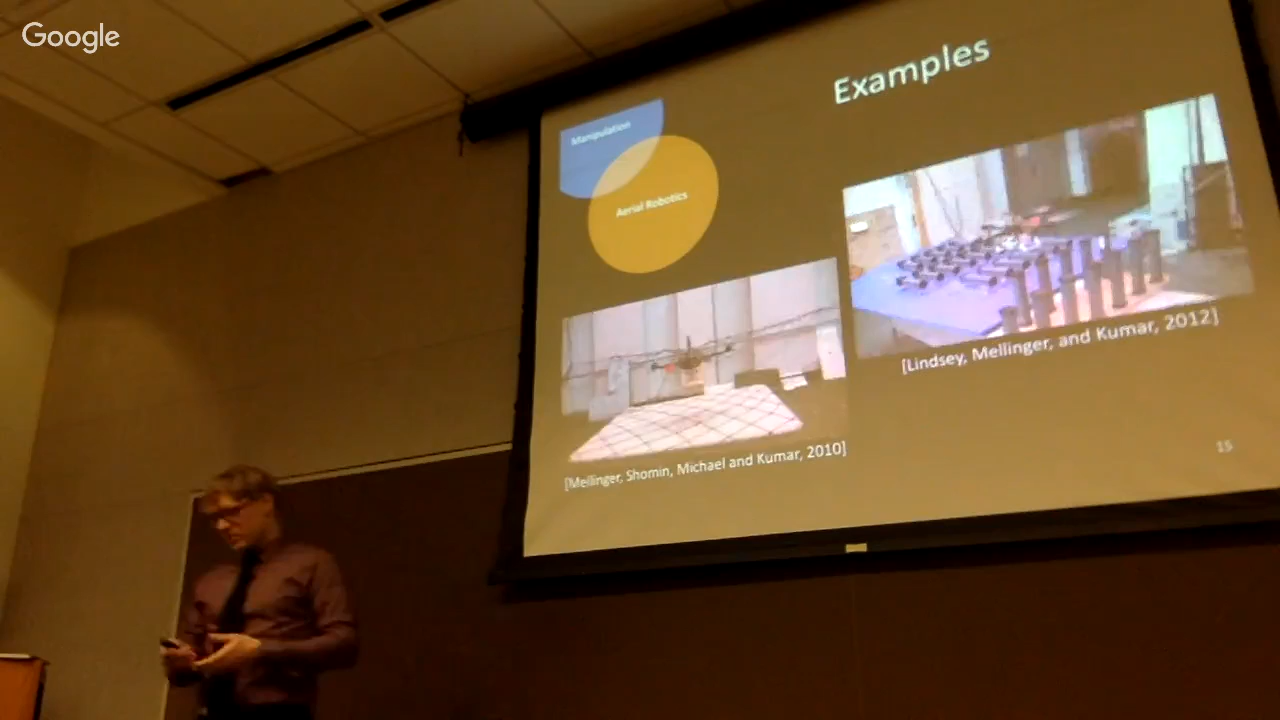 Google
Examples
Manipulation
Aerial Robotics
[Lindsey, Mellinger, and Kumar, 2012]
[Mellinger, Shomin, Michael and Kumar, 2010]
15